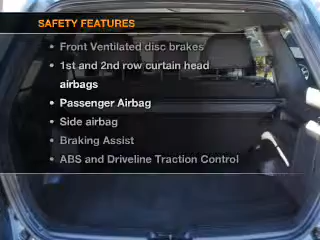 SAFETY FEATURES
• Front Ventilated disc brakes
• 1st and 2nd row curtain head
airbags
• Passenger Airbag
• Side airbag
• Braking Assist
• ABS and Driveline Traction Control